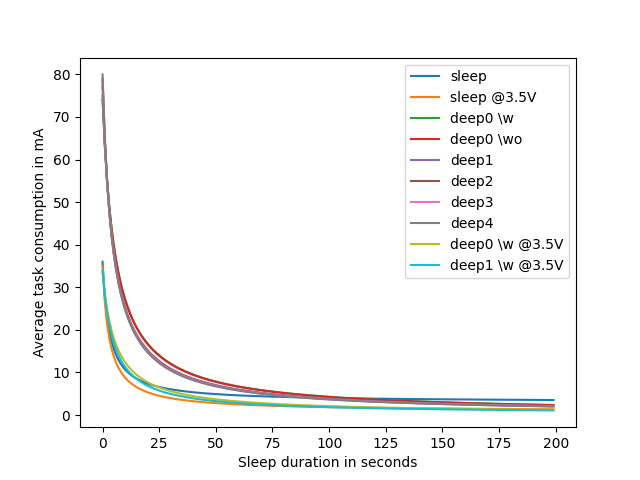 80
70
60
50
40
30
20
10
0
Average task consumption in mA
sleep
sleep @3.5V
deep0 \w
deep0 \wo
deep1
deep2
deep3
deep4
deep0 \w @3.5V
deep1 \w @3.5V
0 25 50 75 100 125 150 175 200
Sleep duration in seconds